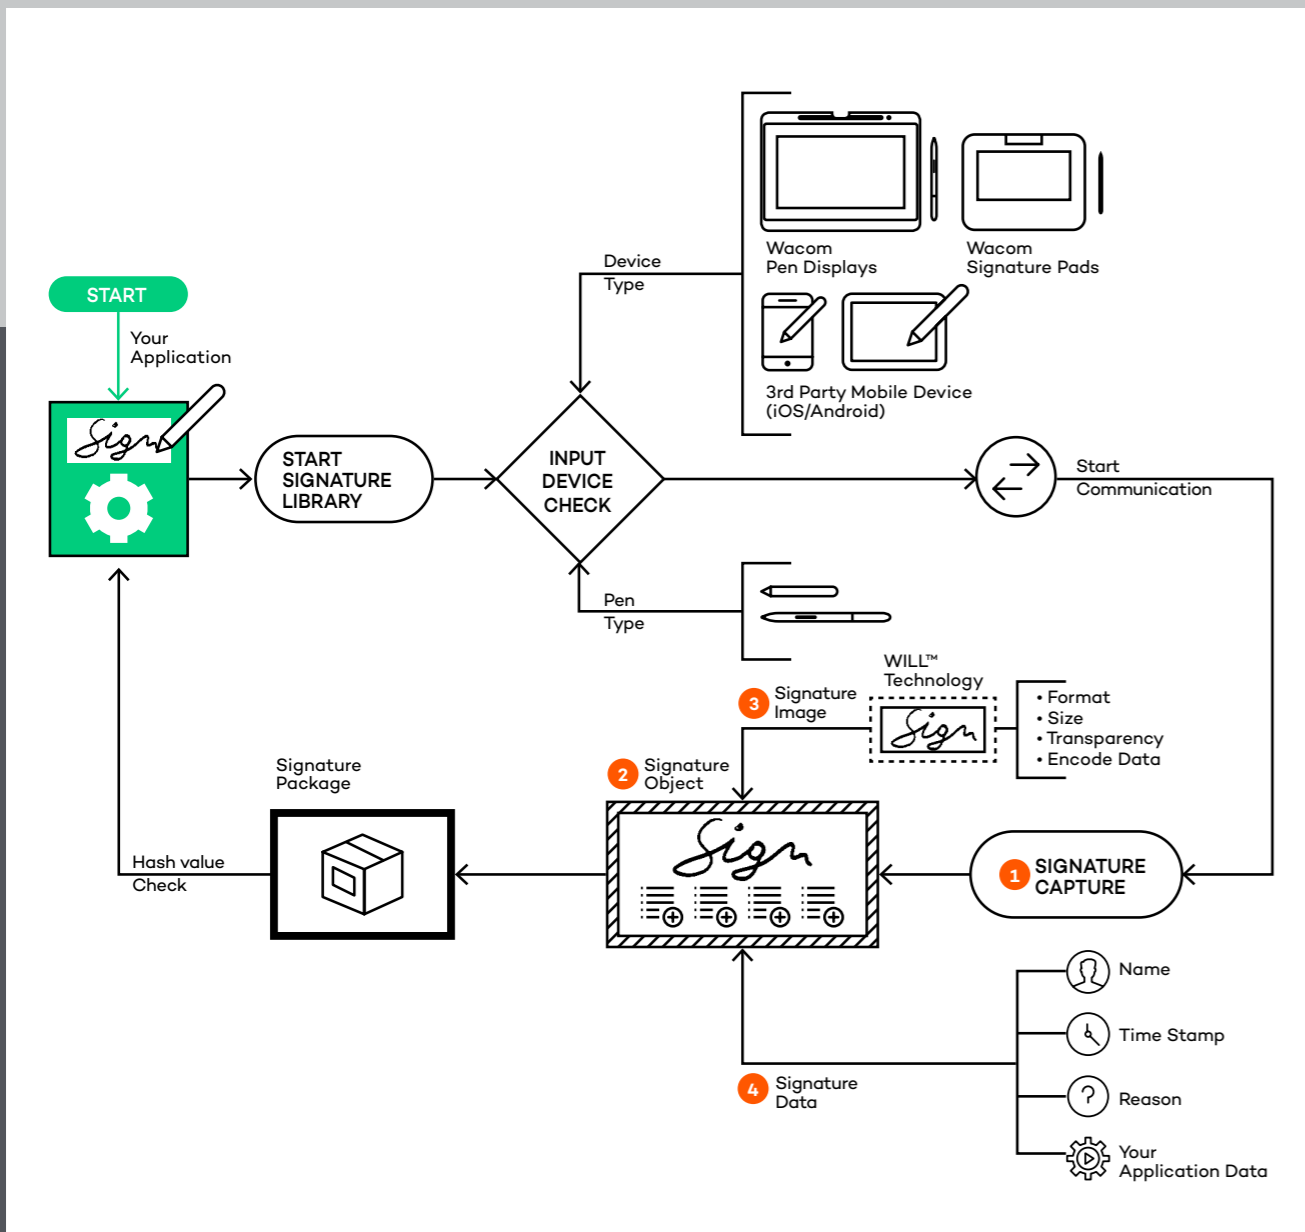 START
Your
Application
Sign
START
SIGNATURE
LIBRARY
Device
Type
INPUT
DEVICE
CHECK
Pen
Type
Wacom
Pen Displays
Wacom
Signature Pads
3rd Party Mobile Device
(iOS/Android)
Start
Communication
WILL™
Technology
Sign
• Format
• Size
• Transparency
• Encode Data
3 Signature
Image
2 Signature
Object
Sign
1 SIGNATURE
CAPTURE
Signature
Package
Hash value
Check
4 Signature
Data
Name
Time Stamp
Reason
?
Your
Application Data